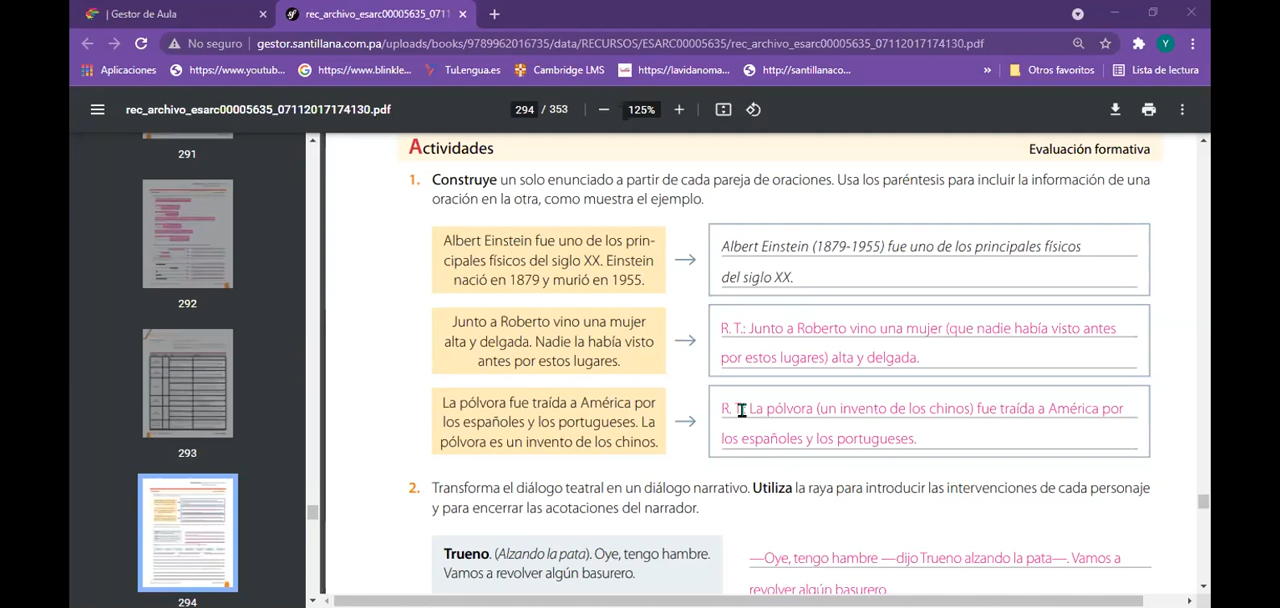 Gestor de Aula
rec_archivo_esarc00005635_0711
No seguro
gestor.santillana.com.pa/uploads/books/9789962016735/data/RECURSOS/ESARC00005635/rec_archivo_esarc00005635_07112017174130.pdf
Y
Aplicaciones
https://www.youtub...
https://www.blinkle...
TuLengua.es
Cambridge LMS
https://lavidanoma...
http://santillanaco...
»
Otros favoritos
Lista de lectura
rec_archivo_esarc00005635_07112017174130.pdf
294 / 353
125%
291
292
293
294
Actividades
Evaluación formativa
1. Construye un solo enunciado a partir de cada pareja de oraciones. Usa los paréntesis para incluir la información de una
oración en la otra, como muestra el ejemplo.
Albert Einstein fue uno de los prin-
cipales físicos del siglo XX. Einstein
nació en 1879 y murió en 1955.
Albert Einstein (1879-1955) fue uno de los principales físicos
del siglo XX.
Junto a Roberto vino una mujer
alta y delgada. Nadie la había visto
antes por estos lugares.
R. T.: Junto a Roberto vino una mujer (que nadie había visto antes
por estos lugares) alta y delgada.
La pólvora fue traída a América por
los españoles y los portugueses. La
pólvora es un invento de los chinos.
R. T.: La pólvora (un invento de los chinos) fue traída a América por
los españoles y los portugueses.
2. Transforma el diálogo teatral en un diálogo narrativo. Utiliza la raya para introducir las intervenciones de cada personaje
y para encerrar las acotaciones del narrador.
Trueno. (Alzando la pata). Oye, tengo hambre.
Vamos a revolver algún basurero.
—Oye, tengo hambre —dijo Trueno alzando la pata—. Vamos a
revolver algún basurero